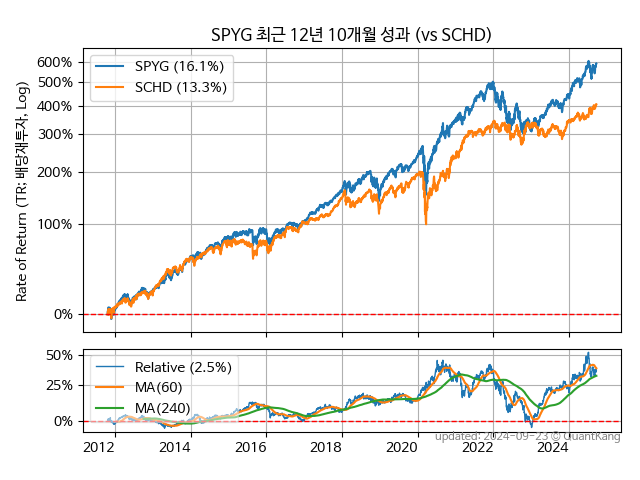 SPYG 최근 12년 10개월 성과 (vs SCHD)
Rate of Return (TR: 배당재투자, Log)
600%
500%
400%
300%
200%
100%
0%
SPYG (16.1%)
SCHD (13.3%)
50%
25%
0%
Relative (2.5%)
MA(60)
MA(240)
2012 2014 2016 2018 2020 2022 2024
updated: 2024-09-23 © QuantKang